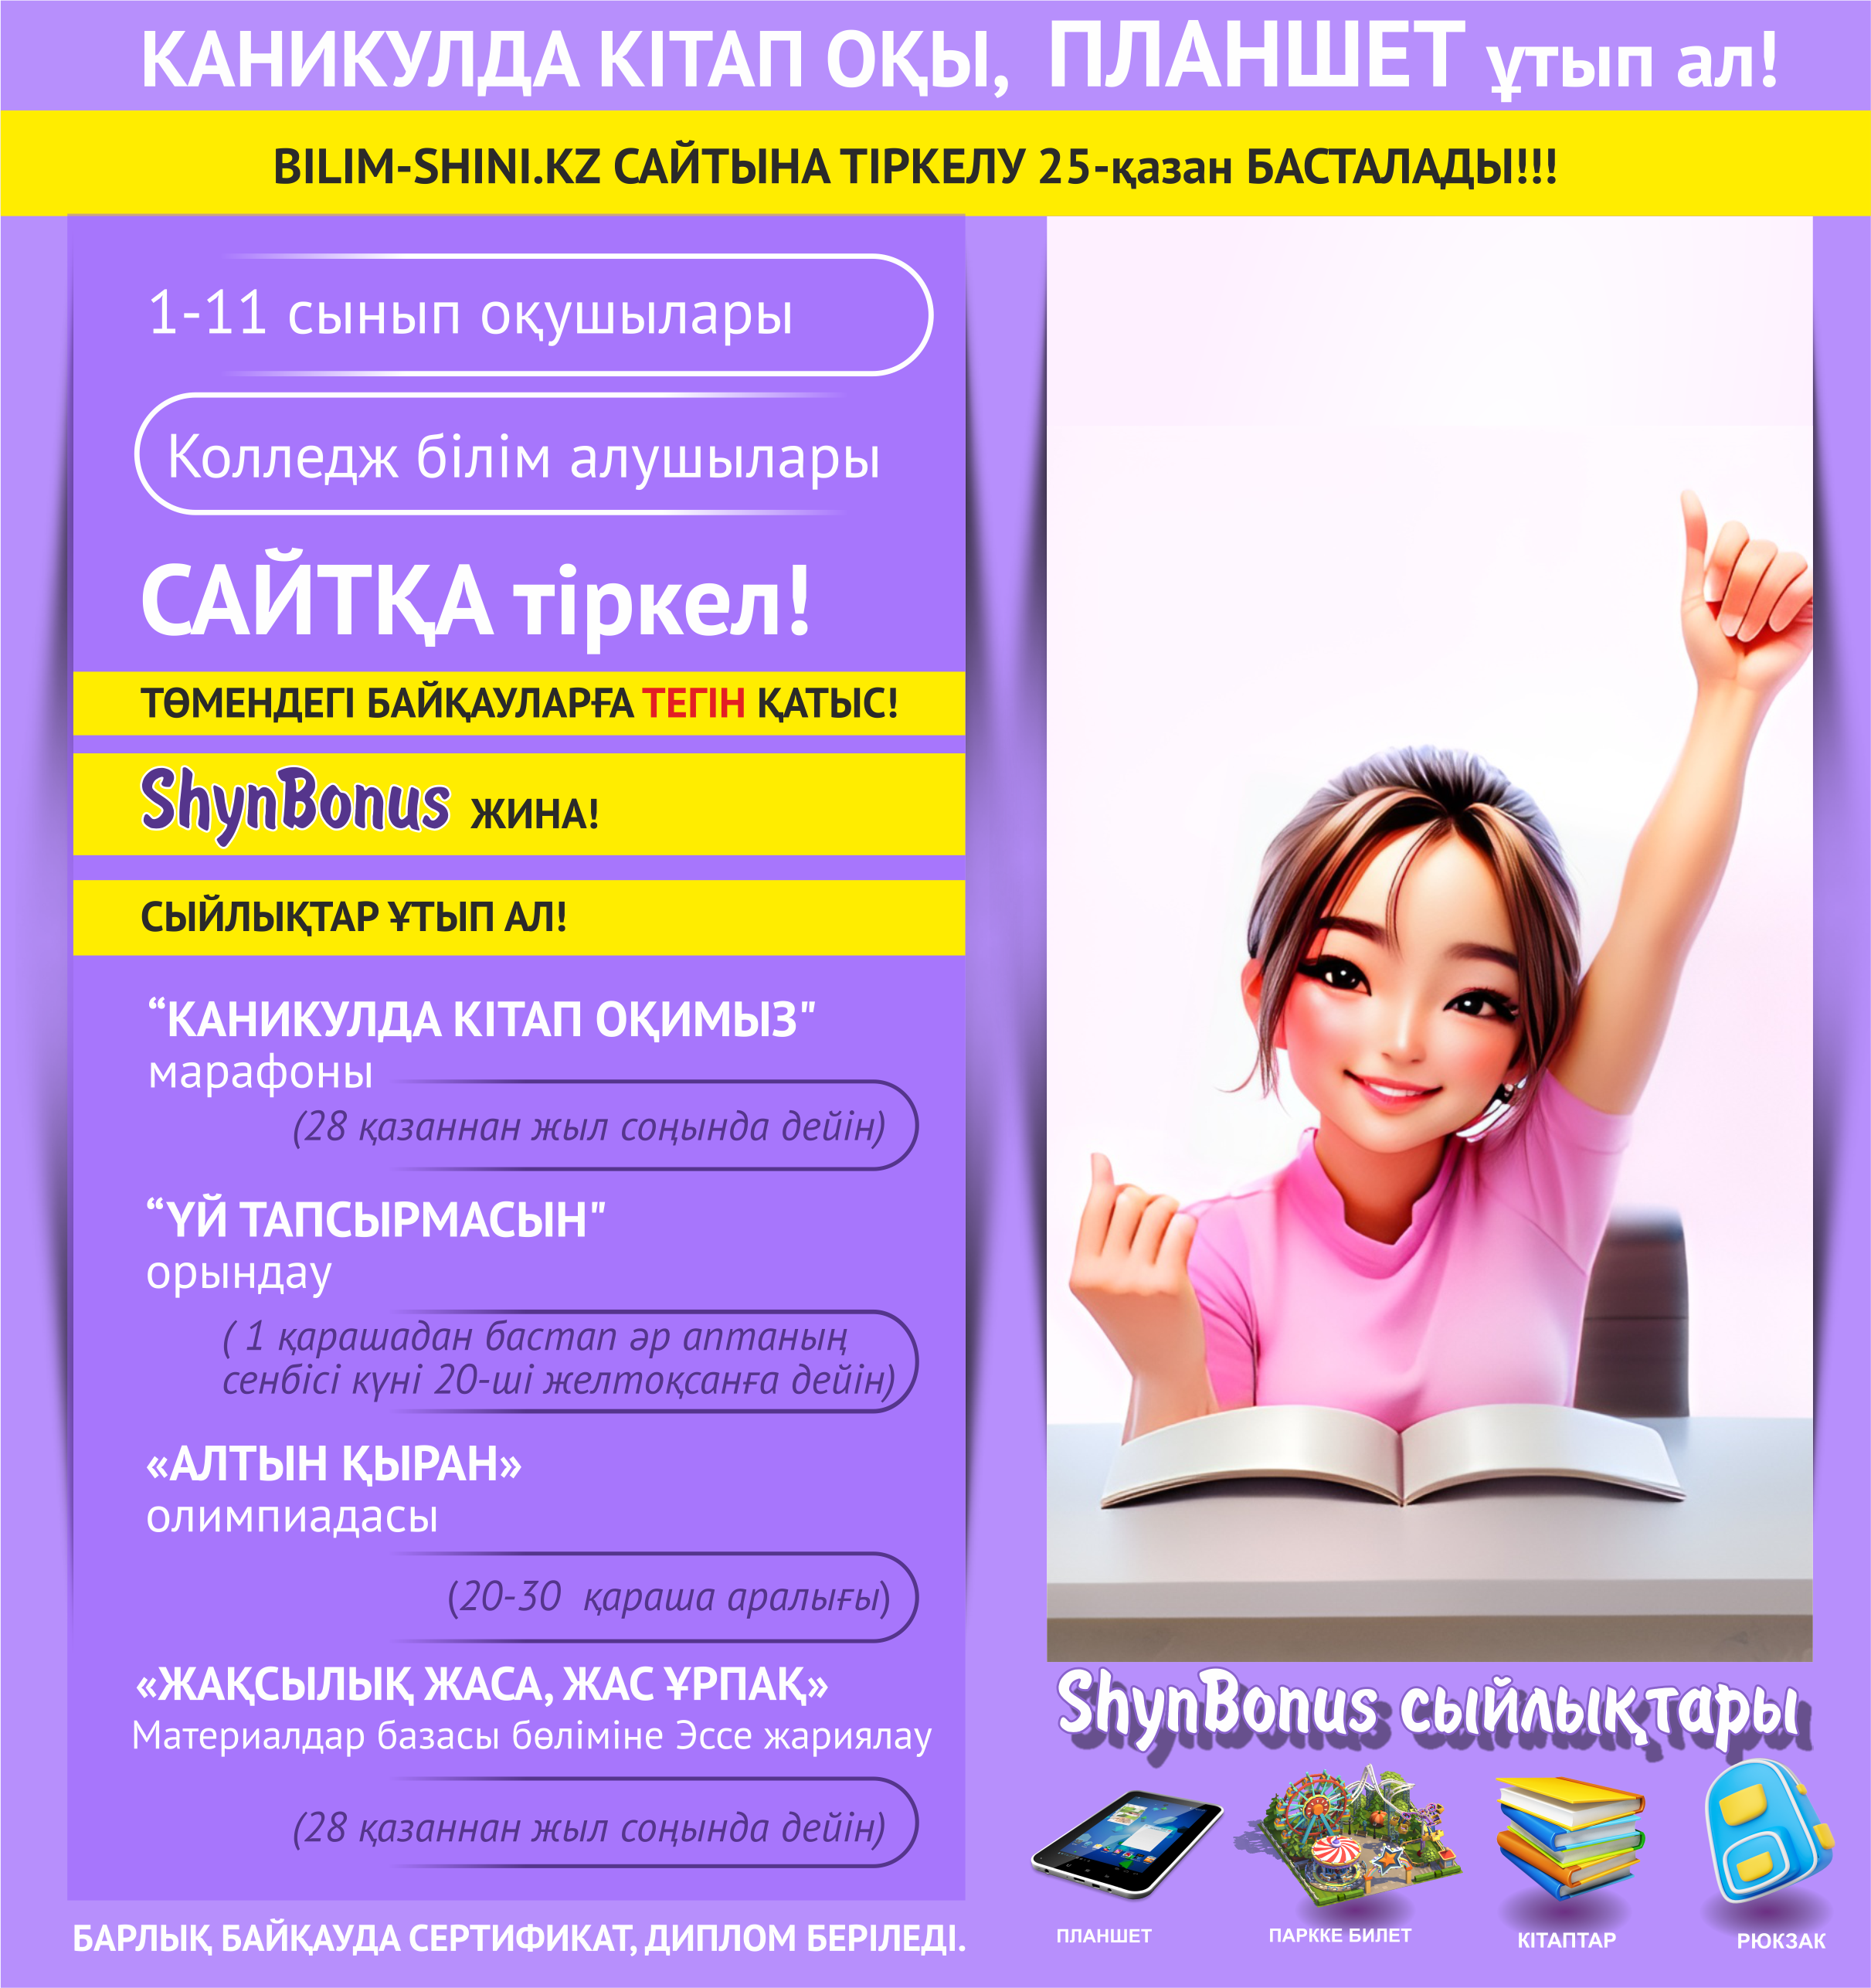 КАНИКУЛДА КІТАП ОҚЫ, ПЛАНШЕТ ұтып ал!
BILIM-SHINI.KZ САЙТЫНА ТІРКЕЛУ 25-қазан БАСТАЛАДЫ!!!
1-11 сынып оқушылары
Колледж білім алушылары
САЙТҚА тіркел!
ТӨМЕНДЕГІ БАЙҚАУЛАРҒА ТЕГІН ҚАТЫС!
ShynBonus ЖИНА!
СЫЙЛЫҚТАР ҰТЫП АЛ!
“КАНИКУЛДА КІТАП ОҚИМЫЗ"
марафоны
(28 қазаннан жыл соңында дейін)
“ҮЙ ТАПСЫРМАСЫН"
орындау
( 1 қарашадан бастап әр аптаның
сенбісі күні 20-ші желтоқсанға дейін)
«АЛТЫН ҚЫРАН»
олимпиадасы
(20-30 қараша аралығы)
«ЖАҚСЫЛЫҚ ЖАСА, ЖАС ҰРПАҚ»
Материалдар базасы бөліміне Эссе жариялау
(28 қазаннан жыл соңында дейін)
БАРЛЫҚ БАЙҚАУДА СЕРТИФИКАТ, ДИПЛОМ БЕРІЛЕДІ.
ShynBonus сыйлықтары
ПЛАНШЕТ
ПАРККЕ БИЛЕТ
КІТАПТАР
РЮКЗАК